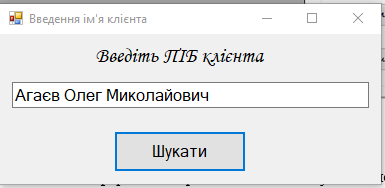 Введення ім'я клієнта
Введіть ПІБ клієнта
Агаєв Олег Миколайович
Шукати